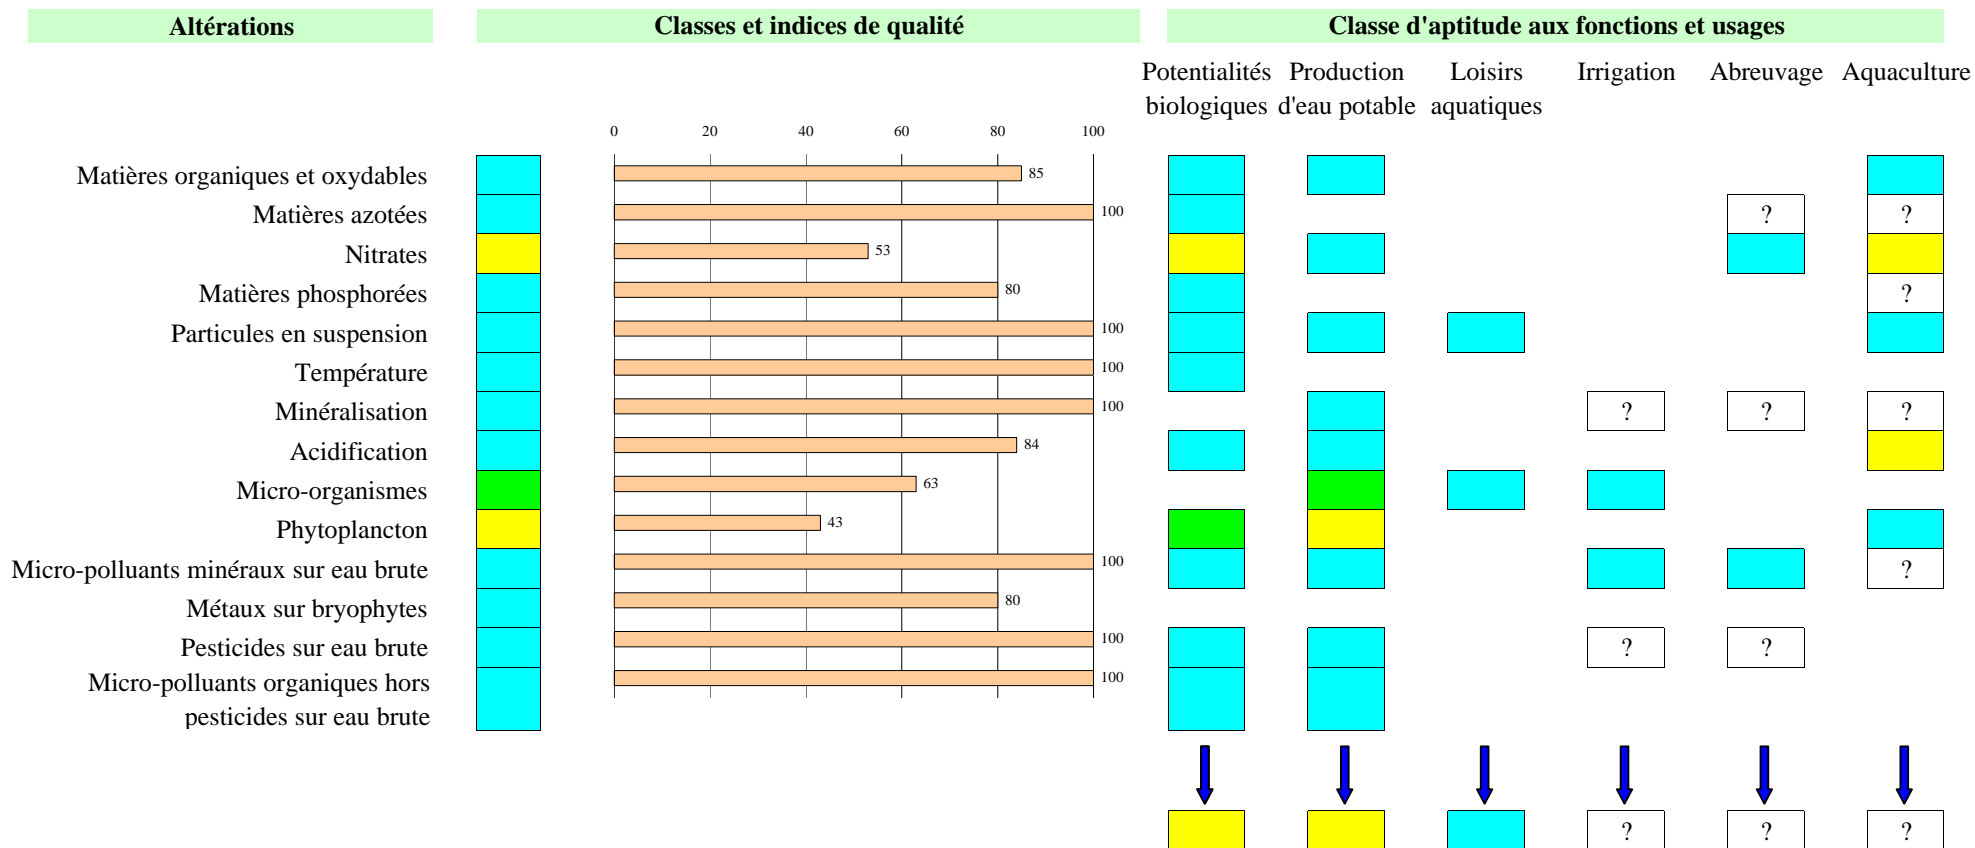 Altérations
Classes et indices de qualité
Classe d'aptitude aux fonctions et usages
Potentialités biologiques
Production d'eau potable
Loisirs aquatiques
Irrigation
Abreuvage
Aquaculture
0 20 40 60 80 100
Matières organiques et oxydables 85
Matières azotées 100 ? ?
Nitrates 53
Matières phosphorées 80 ?
Particules en suspension 100
Température 100
Minéralisation 100 ? ? ?
Acidification 84
Micro-organismes 63
Phytoplancton 43
Micro-polluants minéraux sur eau brute 100 ?
Métaux sur bryophytes 80
Pesticides sur eau brute 100 ? ?
Micro-polluants organiques hors 100
pesticides sur eau brute
? ? ?